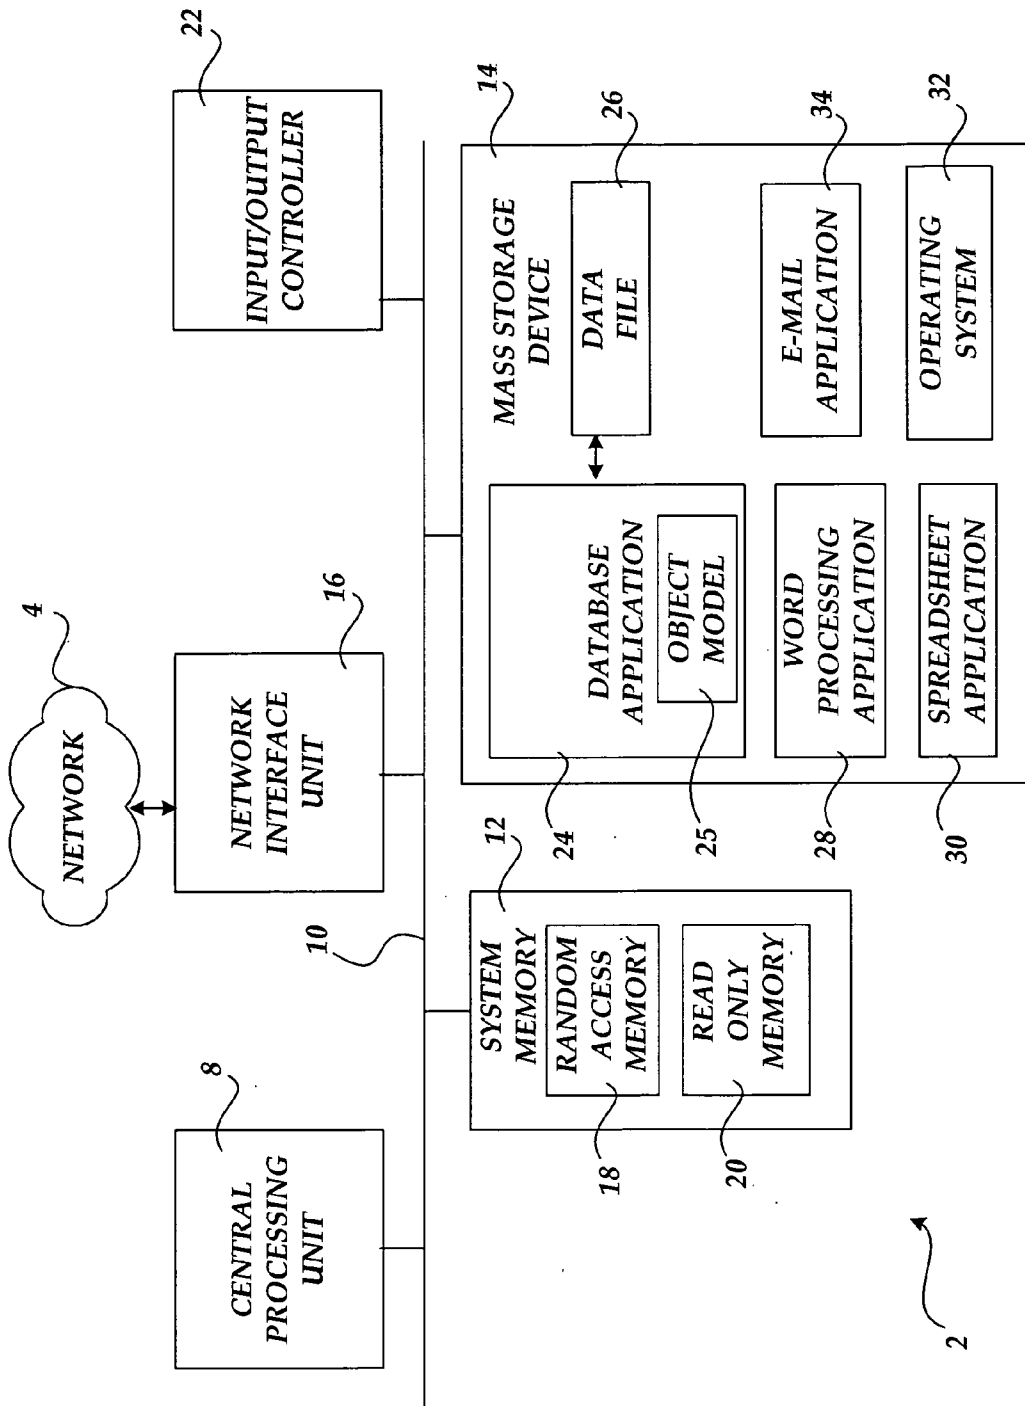 NETWORK
4
CENTRAL
PROCESSING
UNIT
8
NETWORK
INTERFACE
UNIT
16
INPUT/OUTPUT
CONTROLLER
22
10
SYSTEM
MEMORY
12
RANDOM
ACCESS
MEMORY
18
READ
ONLY
MEMORY
20
MASS STORAGE
DEVICE
14
DATABASE
APPLICATION
24
OBJECT
MODEL
25
DATA
FILE
26
WORD
PROCESSING
APPLICATION
28
E-MAIL
APPLICATION
34
SPREADSHEET
APPLICATION
30
OPERATING
SYSTEM
32
2